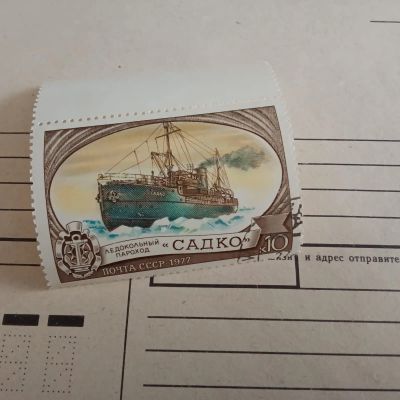 ЛЕДОКОЛЬНЫЙ
ПАРОХОД
«САДКО»
10
ПОЧТА СССР·1977
и адрес отправите